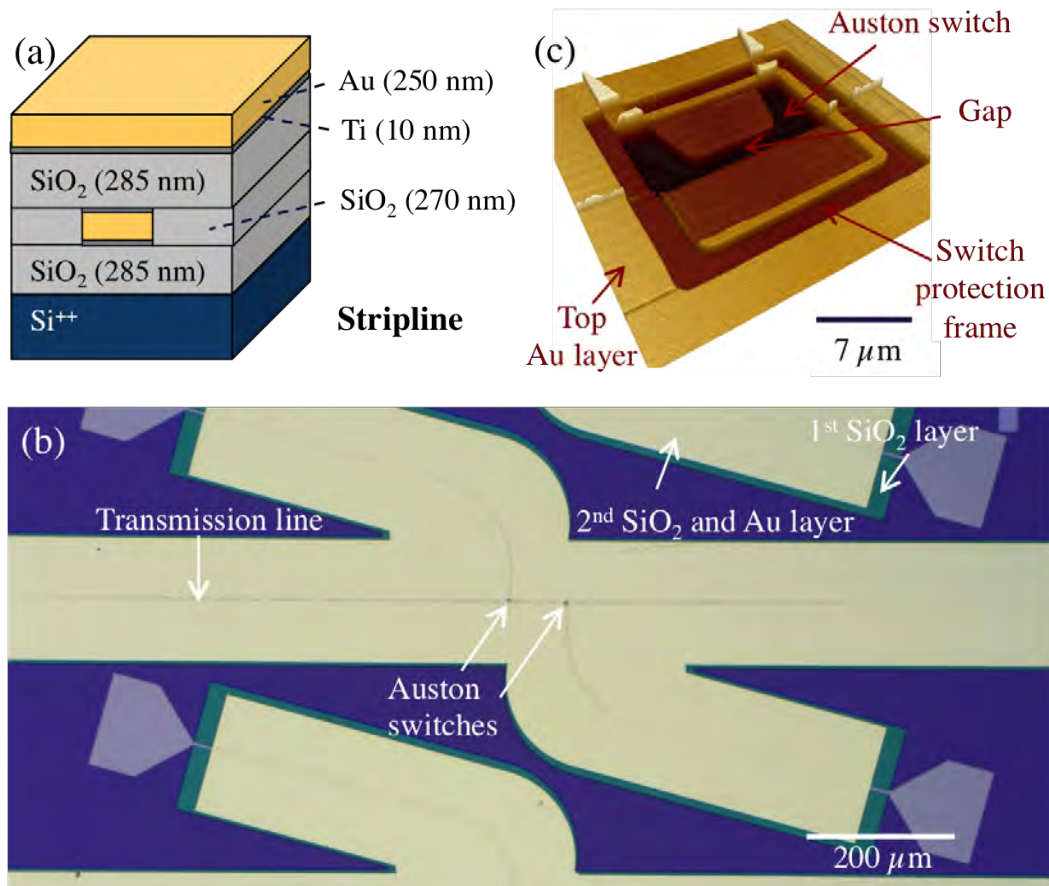 (a)
Au (250 nm)
Ti (10 nm)
SiO₂ (285 nm)
SiO₂ (270 nm)
SiO₂ (285 nm)
Si⁺⁺
Stripline
(c)
Auston switch
Gap
Switch
protection
frame
Top
Au layer
7 μm
(b)
1ˢᵗ SiO₂ layer
Transmission line
2ⁿᵈ SiO₂ and Au layer
Auston
switches
200 μm